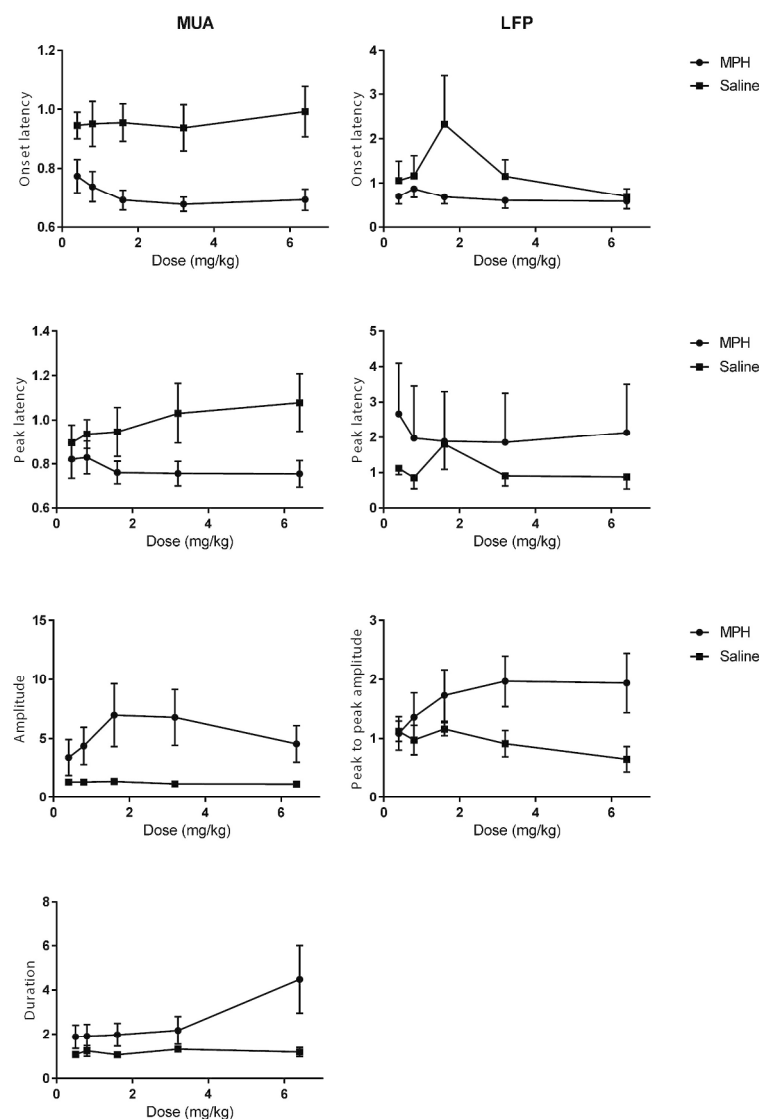 MUA
LFP
1.2
1.0
0.8
0.6
Onset latency
0
2
4
6
Dose (mg/kg)
4
3
2
1
0
Onset latency
0
2
4
6
Dose (mg/kg)
MPH
Saline
1.4
1.2
1.0
0.8
0.6
Peak latency
0
2
4
6
Dose (mg/kg)
5
4
3
2
1
0
Peak latency
0
2
4
6
Dose (mg/kg)
MPH
Saline
15
10
5
0
Amplitude
0
2
4
6
Dose (mg/kg)
3
2
1
0
Peak to peak amplitude
0
2
4
6
Dose (mg/kg)
MPH
Saline
8
6
4
2
0
Duration
0
2
4
6
Dose (mg/kg)